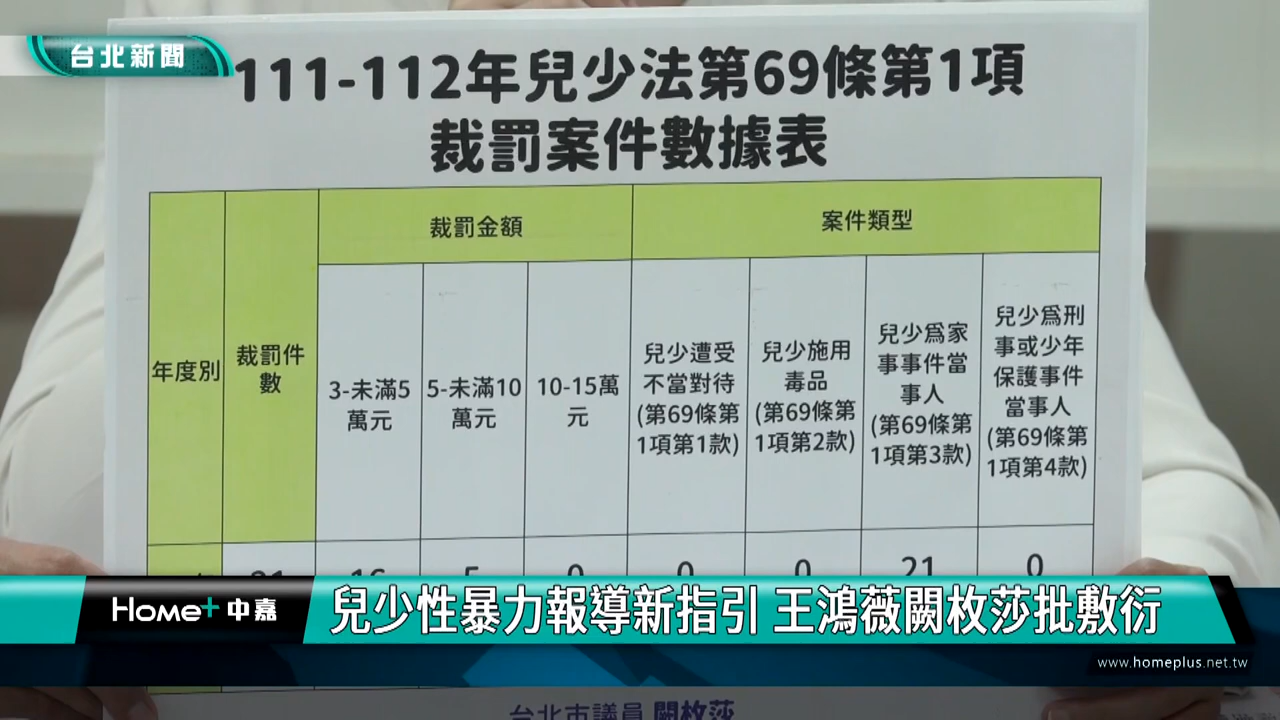 台北新聞
111-112年兒少法第69條第1項
裁罰案件數據表
年度別
裁罰件
數
裁罰金額
案件類型
3-未滿5
萬元
5-未滿10
萬元
10-15萬
元
兒少遭受
不當對待
(第69條第
1項第1款)
兒少施用
毒品
(第69條第
1項第2款)
兒少爲家
事事件當
事人
(第69條第
1項第3款)
兒少爲刑
事或少年
保護事件
當事人
(第69條第
1項第4款)
21 16 5 0 0 0 21 0
Home+ 中嘉
兒少性暴力報導新指引 王鴻薇闕枚莎批敷衍
www.homeplus.net.tw
台北市議員 闕枚莎